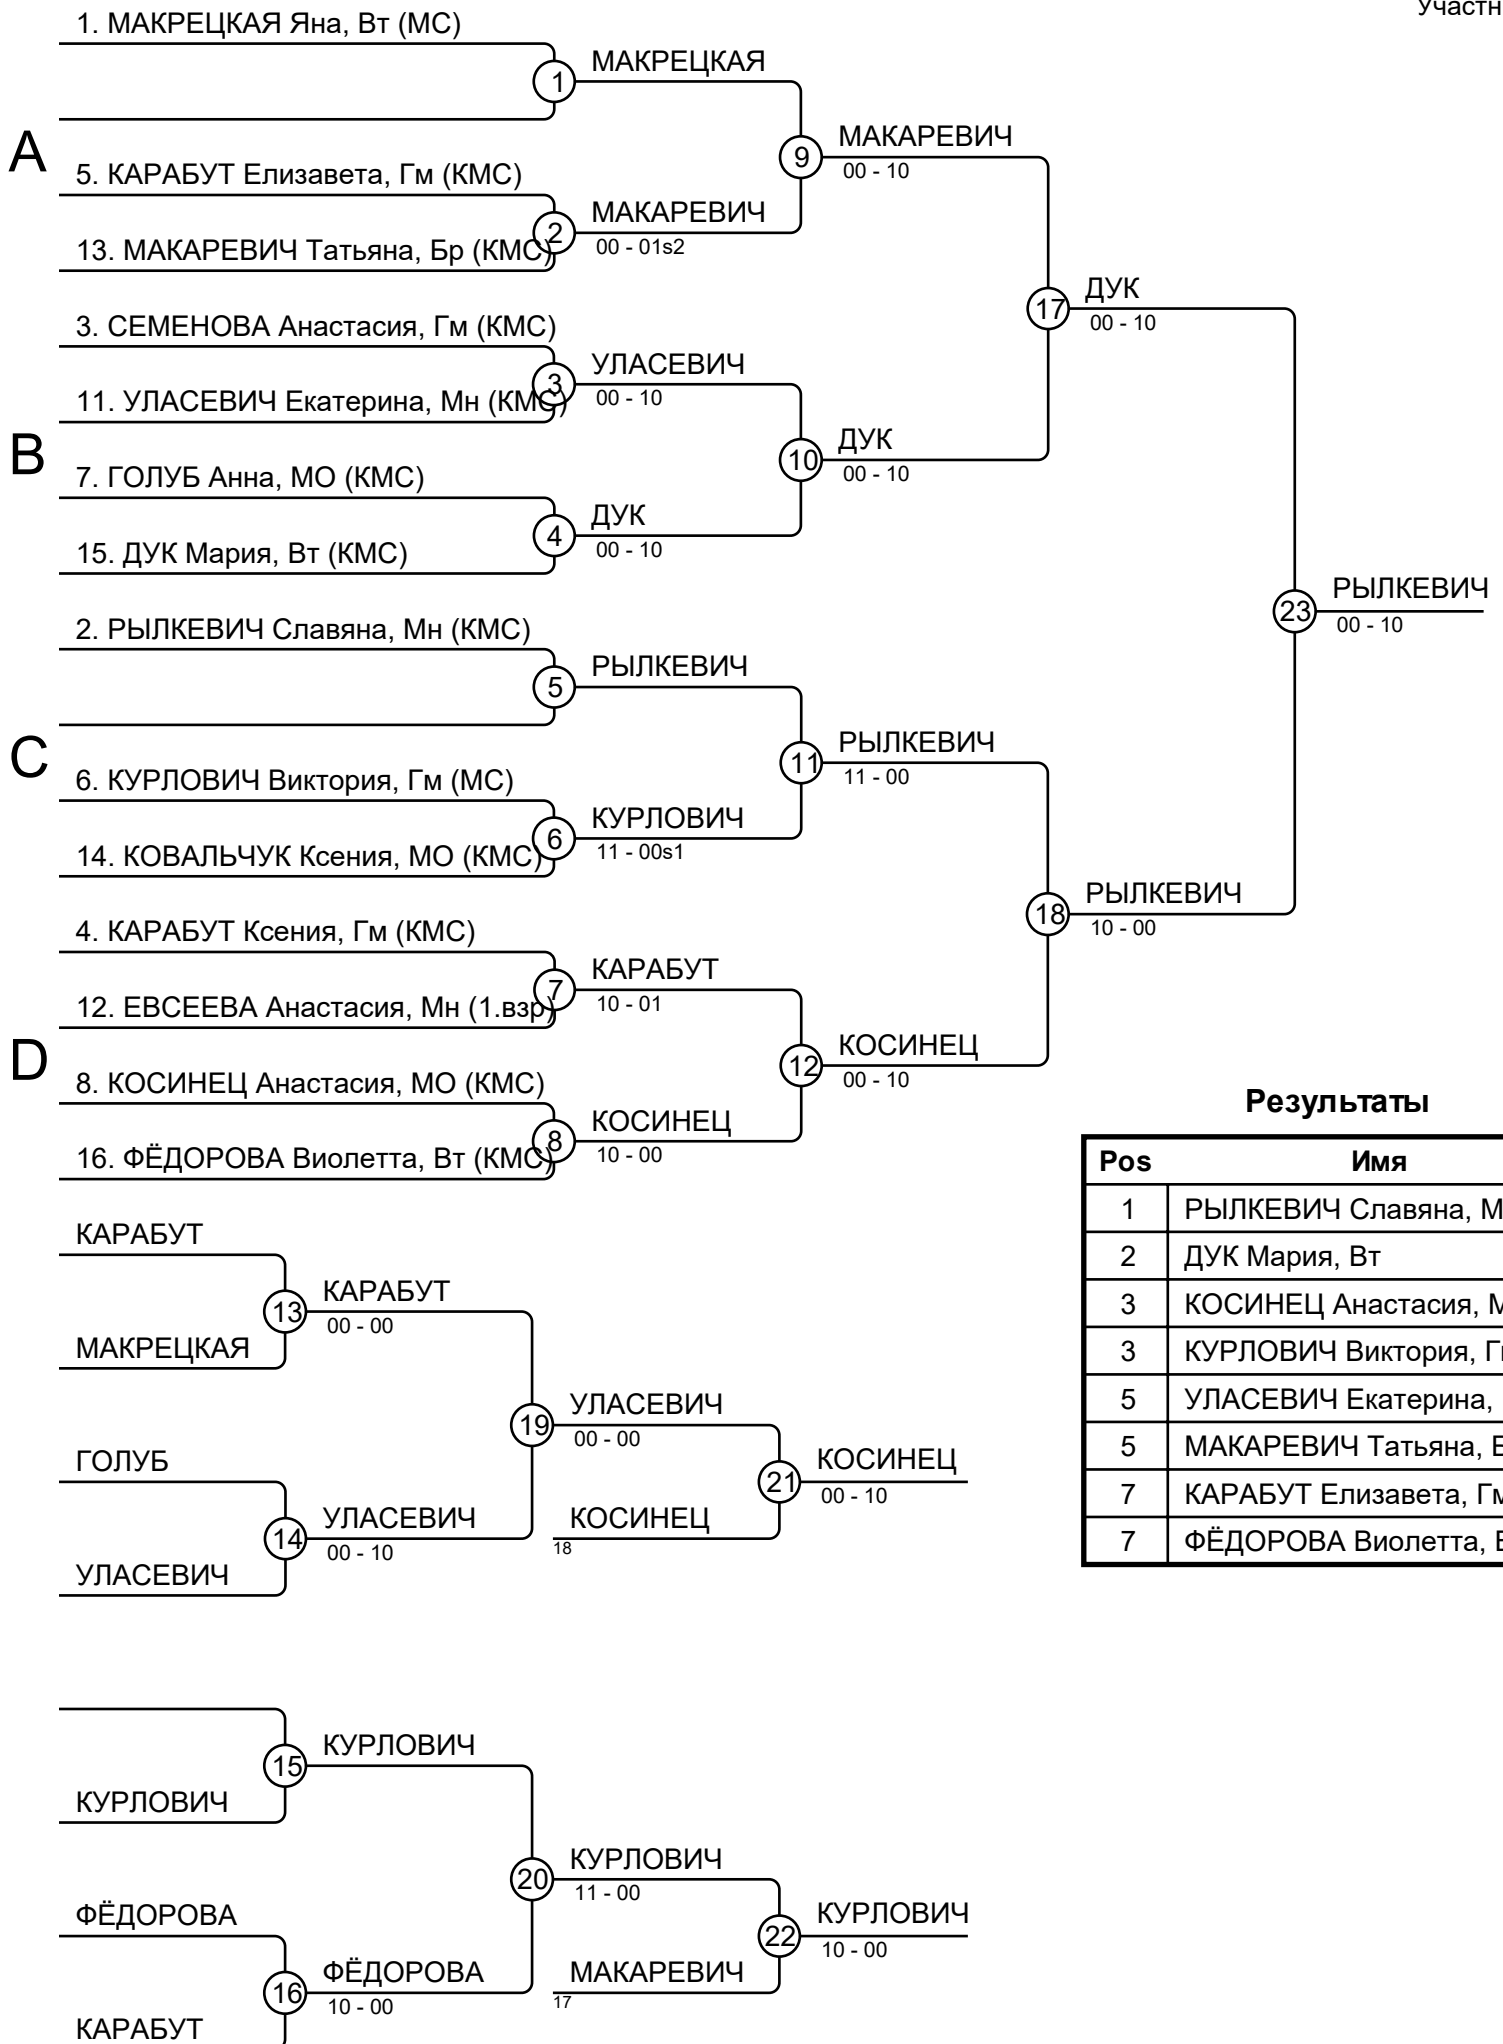 Участн
1. МАКРЕЦКАЯ Яна, Вт (МС)
1
МАКРЕЦКАЯ
A
5. КАРАБУТ Елизавета, Гм (КМС)
13. МАКАРЕВИЧ Татьяна, Бр (КМС)
2
МАКАРЕВИЧ
00 - 01s2
9
МАКАРЕВИЧ
00 - 10
3. СЕМЕНОВА Анастасия, Гм (КМС)
11. УЛАСЕВИЧ Екатерина, Мн (КМС)
3
УЛАСЕВИЧ
00 - 10
B
7. ГОЛУБ Анна, МО (КМС)
15. ДУК Мария, Вт (КМС)
4
ДУК
00 - 10
10
ДУК
00 - 10
17
ДУК
00 - 10
2. РЫЛКЕВИЧ Славяна, Мн (КМС)
5
РЫЛКЕВИЧ
C
6. КУРЛОВИЧ Виктория, Гм (МС)
14. КОВАЛЬЧУК Ксения, МО (КМС)
6
КУРЛОВИЧ
11 - 00s1
11
РЫЛКЕВИЧ
11 - 00
4. КАРАБУТ Ксения, Гм (КМС)
12. ЕВСЕЕВА Анастасия, Мн (1.взр)
7
КАРАБУТ
10 - 01
D
8. КОСИНЕЦ Анастасия, МО (КМС)
16. ФЁДОРОВА Виолетта, Вт (КМС)
8
КОСИНЕЦ
10 - 00
12
КОСИНЕЦ
00 - 10
18
РЫЛКЕВИЧ
10 - 00
23
РЫЛКЕВИЧ
00 - 10
КАРАБУТ
МАКРЕЦКАЯ
13
КАРАБУТ
00 - 00
ГОЛУБ
УЛАСЕВИЧ
14
УЛАСЕВИЧ
00 - 10
19
УЛАСЕВИЧ
00 - 00
КОСИНЕЦ
18
21
КОСИНЕЦ
00 - 10
КУРЛОВИЧ
15
КУРЛОВИЧ
ФЁДОРОВА
КАРАБУТ
16
ФЁДОРОВА
10 - 00
20
КУРЛОВИЧ
11 - 00
МАКАРЕВИЧ
17
22
КУРЛОВИЧ
10 - 00
Результаты
Pos Имя
1 РЫЛКЕВИЧ Славяна, М
2 ДУК Мария, Вт
3 КОСИНЕЦ Анастасия, М
3 КУРЛОВИЧ Виктория, Гм
5 УЛАСЕВИЧ Екатерина,
5 МАКАРЕВИЧ Татьяна, Б
7 КАРАБУТ Елизавета, Гм
7 ФЁДОРОВА Виолетта, В